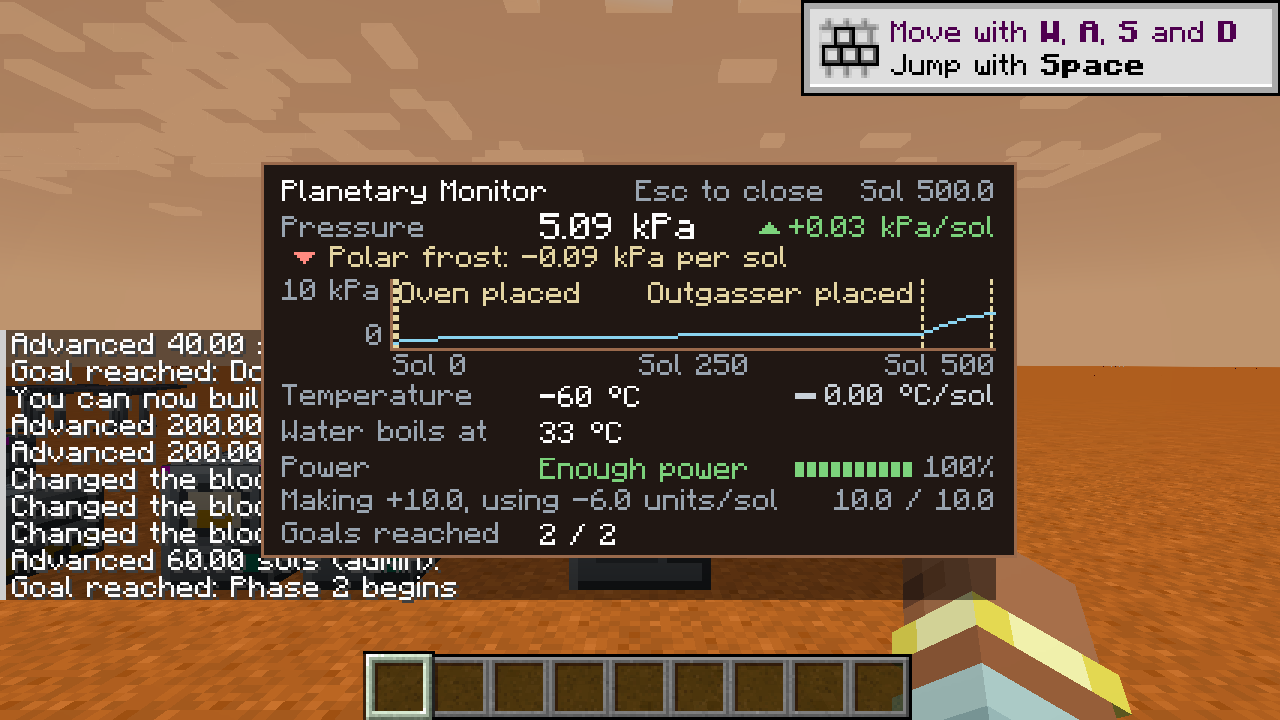 Move with W, A, S and D
Jump with Space
Planetary Monitor Esc to close Sol 500.0
Pressure 5.09 kPa +0.03 kPa/sol
Polar frost: -0.09 kPa per sol
10 kPa Oven placed Outgasser placed
0
Sol 0 Sol 250 Sol 500
Temperature -60 °C 0.00 °C/sol
Water boils at 33 °C
Power Enough power 100%
Making +10.0, using -6.0 units/sol 10.0 / 10.0
Goals reached 2 / 2
Advanced 40.00
Goal reached: Do
You can now buil
Advanced 200.00
Advanced 200.00
Changed the bloc
Changed the bloc
Changed the bloc
Advanced 60.00 sols (admin).
Goal reached: Phase 2 begins